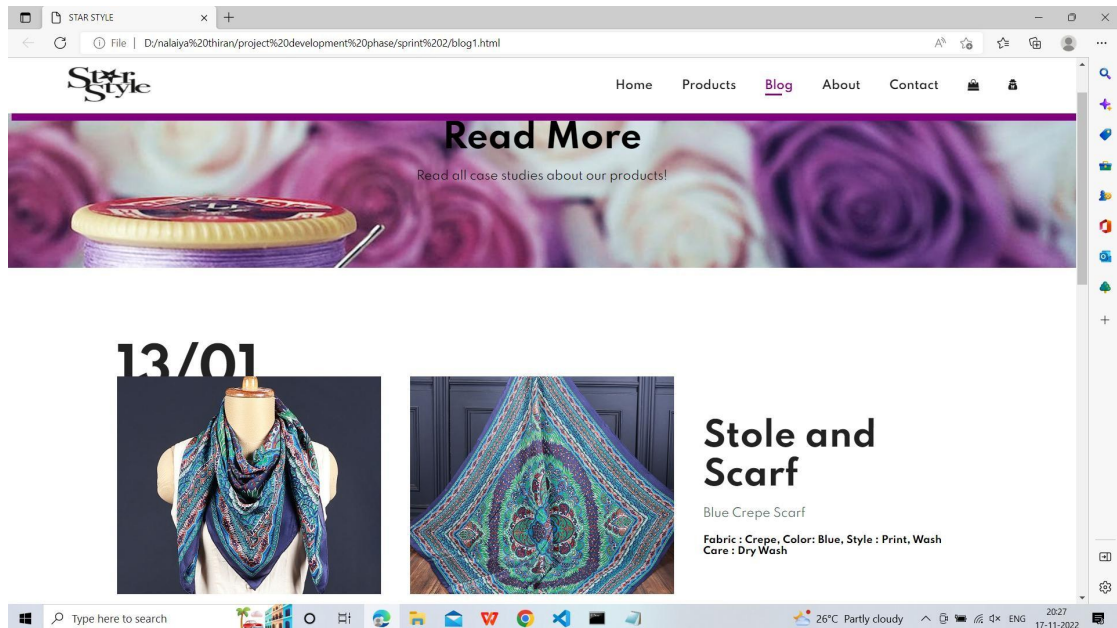 STAR STYLE
File | D:/nalaiya%20thiran/project%20development%20phase/sprint%202/blog1.html
Star
Style
Home Products Blog About Contact
Read More
Read all case studies about our products!
13/01
Stole and
Scarf
Blue Crepe Scarf
Fabric : Crepe, Color: Blue, Style : Print, Wash
Care : Dry Wash
Type here to search
26°C Partly cloudy
ENG
20:27
17-11-2022